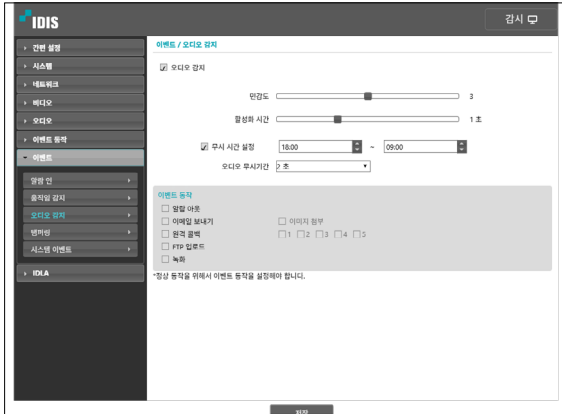 IDIS
감시
간편 설정
시스템
네트워크
비디오
오디오
이벤트 동작
이벤트
알람 인
움직임 감지
오디오 감지
탬퍼링
시스템 이벤트
IDLA
이벤트 / 오디오 감지
오디오 감지
민감도 3
활성화 시간 1 초
무시 시간 설정 18:00 ~ 09:00
오디오 무시기간 2 초
이벤트 동작
알람 아웃
이메일 보내기 이미지 첨부
원격 콜백 1 2 3 4 5
FTP 업로드
녹화
*정상 동작을 위해서 이벤트 동작을 설정해야 합니다.
저장